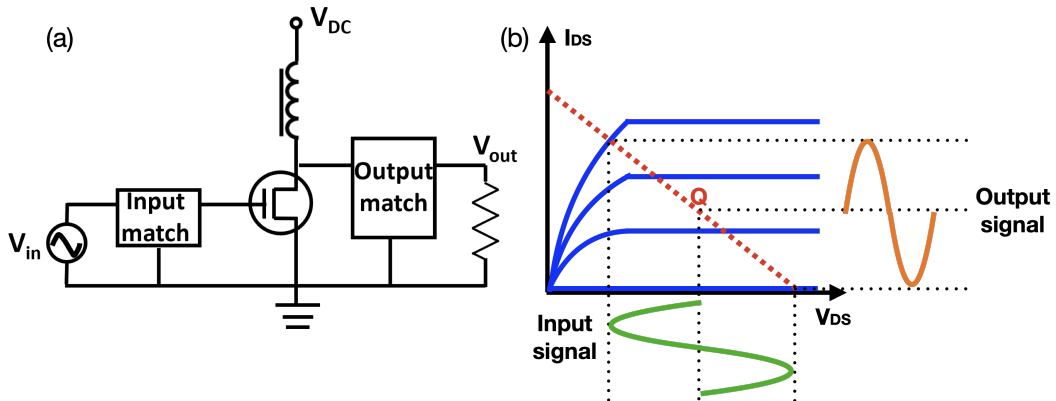 (a)
VDC
Vin
Input
match
Output
match
Vout
(b)
IDS
Q
VDS
Input
signal
Output
signal